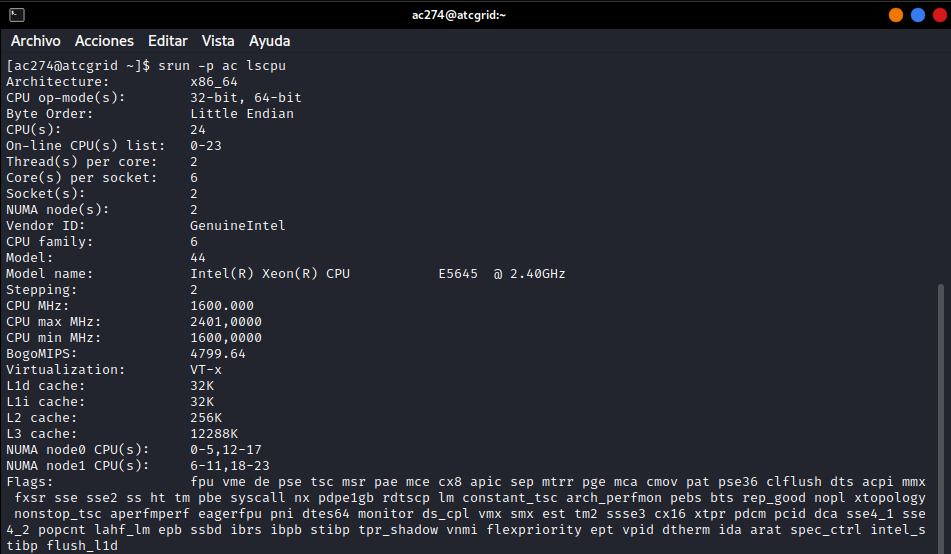 ac274@atcgrid:~
Archivo Acciones Editar Vista Ayuda
[ac274@atcgrid ~]$ srun -p ac lscpu
Architecture:          x86_64
CPU op-mode(s):        32-bit, 64-bit
Byte Order:            Little Endian
CPU(s):                24
On-line CPU(s) list:   0-23
Thread(s) per core:    2
Core(s) per socket:    6
Socket(s):             2
NUMA node(s):          2
Vendor ID:             GenuineIntel
CPU family:            6
Model:                 44
Model name:            Intel(R) Xeon(R) CPU           E5645  @ 2.40GHz
Stepping:              2
CPU MHz:               1600.000
CPU max MHz:           2401,0000
CPU min MHz:           1600,0000
BogoMIPS:              4799.64
Virtualization:        VT-x
L1d cache:             32K
L1i cache:             32K
L2 cache:              256K
L3 cache:              12288K
NUMA node0 CPU(s):     0-5,12-17
NUMA node1 CPU(s):     6-11,18-23
Flags:                 fpu vme de pse tsc msr pae mce cx8 apic sep mtrr pge mca cmov pat pse36 clflush dts acpi mmx
 fxsr sse sse2 ss ht tm pbe syscall nx pdpe1gb rdtscp lm constant_tsc arch_perfmon pebs bts rep_good nopl xtopology
 nonstop_tsc aperfmperf eagerfpu pni dtes64 monitor ds_cpl vmx smx est tm2 ssse3 cx16 xtpr pdcm pcid dca sse4_1 sse
4_2 popcnt lahf_lm epb ssbd ibrs ibpb stibp tpr_shadow vnmi flexpriority ept vpid dtherm ida arat spec_ctrl intel_s
tibp flush_l1d